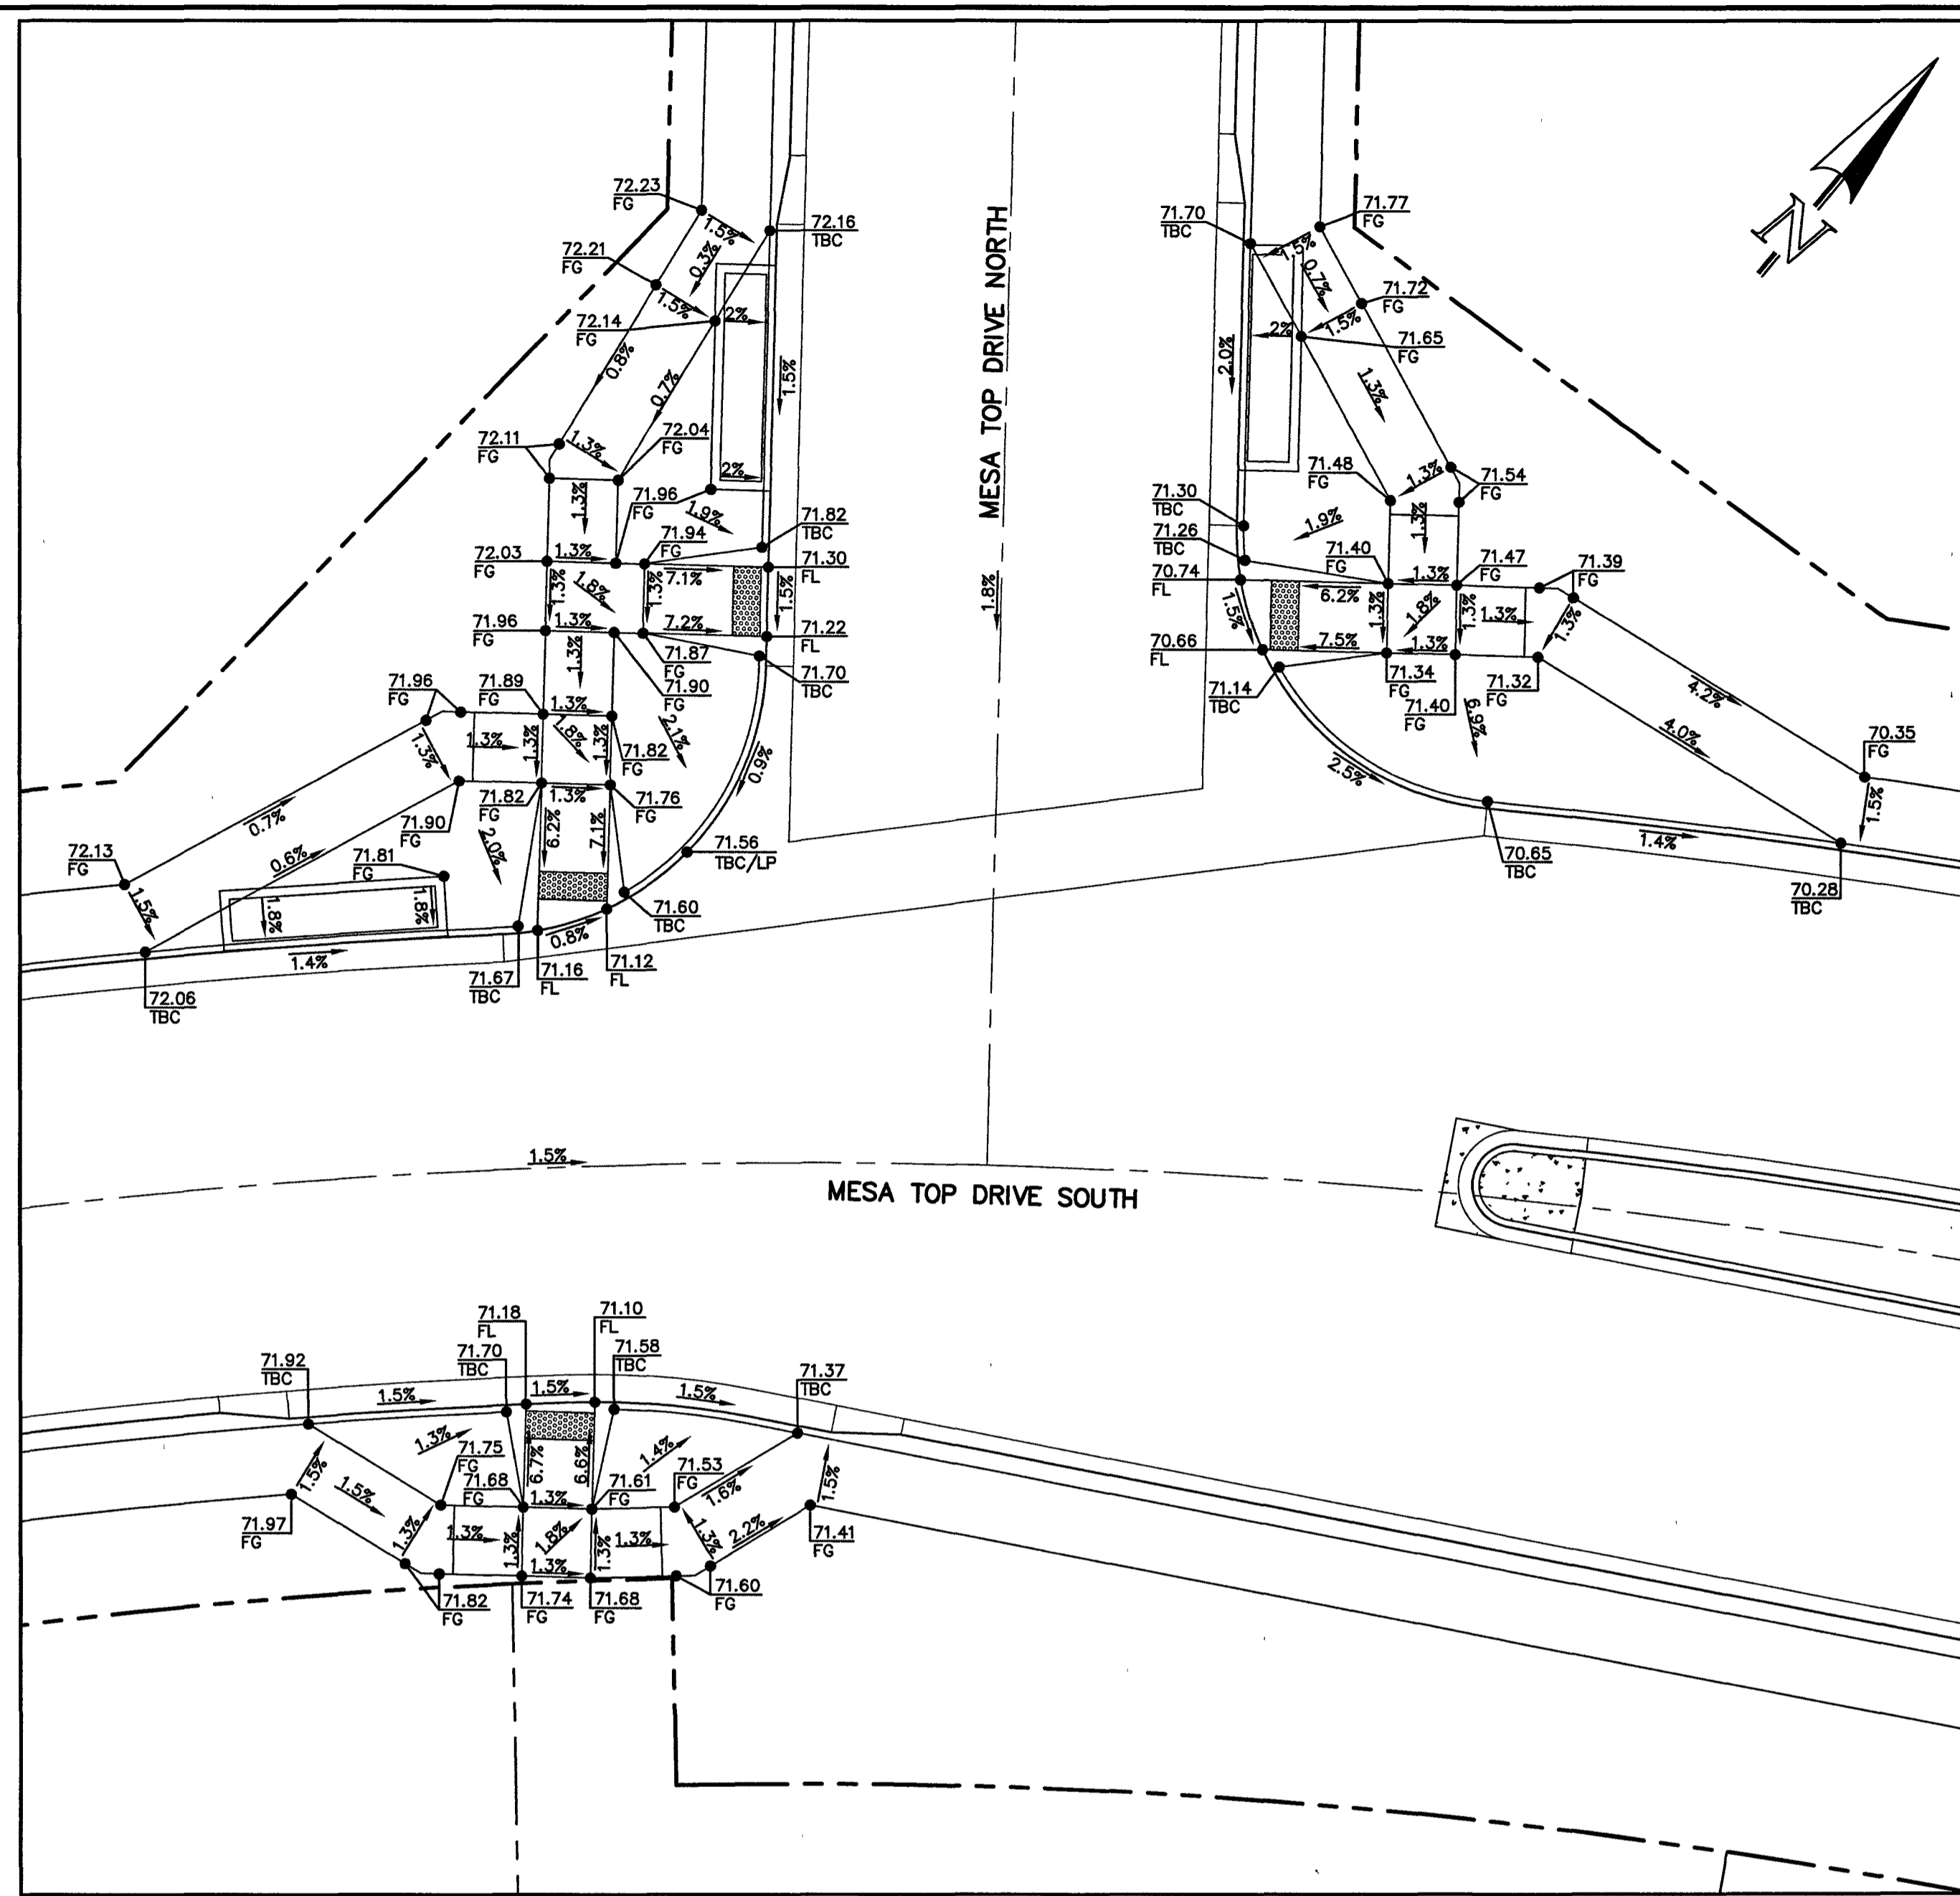 72.23
FG
1.5%
72.16
TBC
72.21
FG
0.3%
1.5%
72.14
FG
2%
0.8%
0.7%
1.5%
72.11
FG
1.3%
72.04
FG
2%
1.3%
71.96
FG
1.9%
71.94
FG
71.82
TBC
71.30
FL
72.03
FG
1.3%
1.3%
1.8%
1.3%
7.1%
1.5%
71.96
FG
1.3%
7.2%
71.22
FL
71.87
FG
71.90
FG
71.70
TBC
1.3%
71.96
FG
71.89
FG
1.3%
1.3%
1.3%
1.3%
1.8%
1.3%
71.82
FG
2.1%
0.9%
71.82
FG
1.3%
71.76
FG
71.90
FG
6.2%
7.1%
2.0%
0.7%
0.6%
72.13
FG
71.81
FG
71.56
TBC/LP
1.5%
1.8%
1.8%
71.60
TBC
1.4%
0.8%
71.67
TBC
71.16
FL
71.12
FL
72.06
TBC
MESA TOP DRIVE NORTH
1.8%
71.70
TBC
71.77
FG
1.5%
0.7%
71.72
FG
1.5%
71.65
FG
2%
2.0%
1.3%
71.48
FG
1.3%
71.54
FG
71.30
TBC
1.9%
1.3%
71.26
TBC
71.40
FG
71.47
FG
71.39
FG
70.74
FL
1.3%
6.2%
1.3%
1.8%
1.3%
1.3%
1.3%
1.5%
70.66
FL
7.5%
1.3%
71.34
FG
71.32
FG
71.14
TBC
71.40
FG
6.9%
4.2%
4.0%
70.35
FG
2.5%
1.5%
70.65
TBC
1.4%
70.28
TBC
N
1.5%
MESA TOP DRIVE SOUTH
71.18
FL
71.10
FL
71.92
TBC
71.70
TBC
71.58
TBC
71.37
TBC
1.5%
1.5%
1.5%
1.3%
71.75
FG
6.7%
6.6%
1.4%
71.53
FG
1.5%
1.5%
71.68
FG
1.3%
71.61
FG
1.6%
1.5%
71.97
FG
1.3%
1.3%
1.3%
1.8%
1.3%
1.3%
1.3%
2.2%
71.41
FG
1.3%
71.82
FG
71.74
FG
71.68
FG
71.60
FG